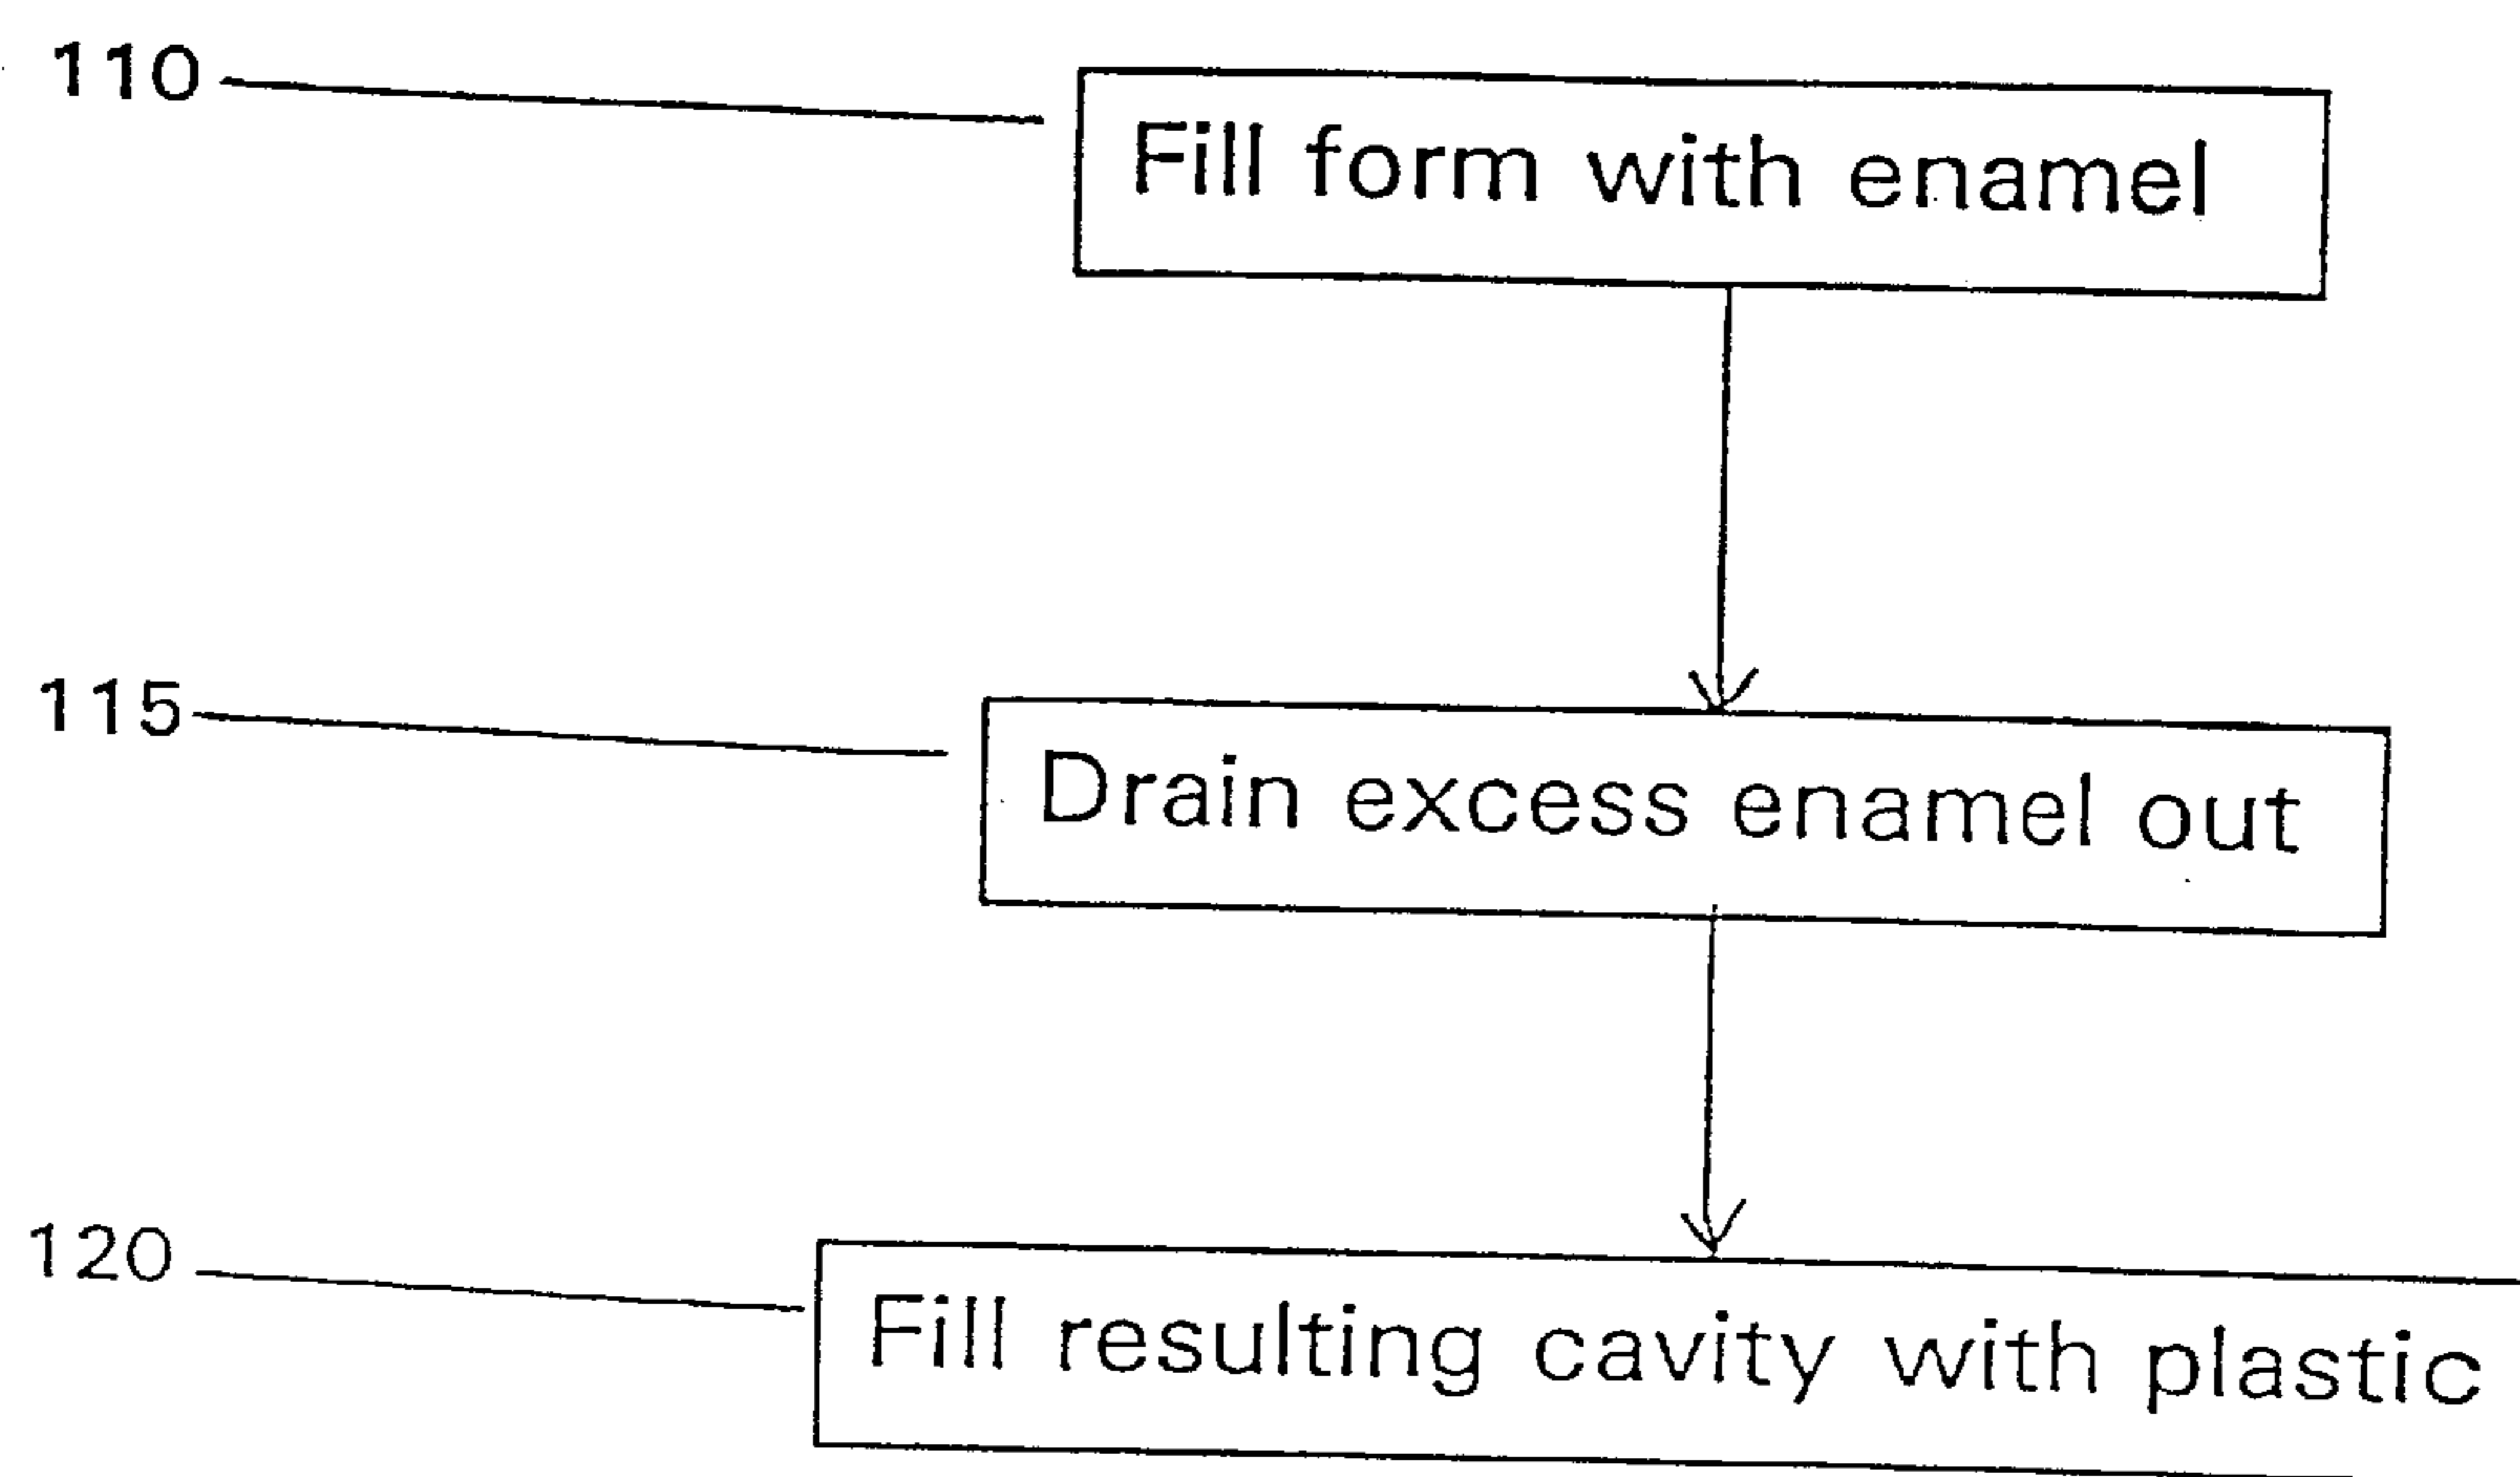 110
Fill form with enamel
115
Drain excess enamel out
120
Fill resulting cavity with plastic